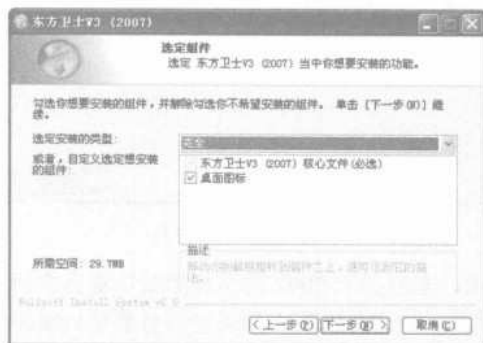 东方卫士V3 (2007)
选定组件
选定 东方卫士V3 (2007) 当中你想要安装的功能。
勾选你想要安装的组件，并解除勾选你不希望安装的组件。 单击 [下一步(N)] 继
续。
选定安装的类型:
或者，自定义选定想安装
的组件:
东方卫士V3 (2007) 核心文件(必选)
桌面图标
所需空间: 29.7MB
描述
< 上一步(P)
下一步(N) >
取消(C)